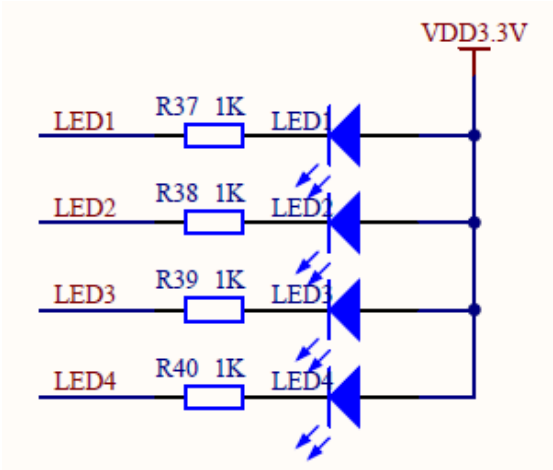 VDD3.3V
LED1 R37 1K LED1
LED2 R38 1K LED2
LED3 R39 1K LED3
LED4 R40 1K LED4